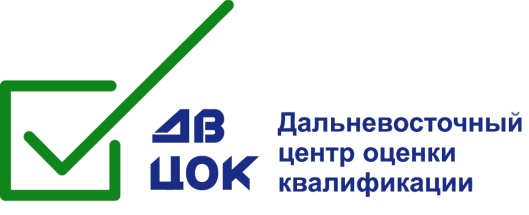 ДВ
ЦОК
Дальневосточный
центр оценки
квалификации